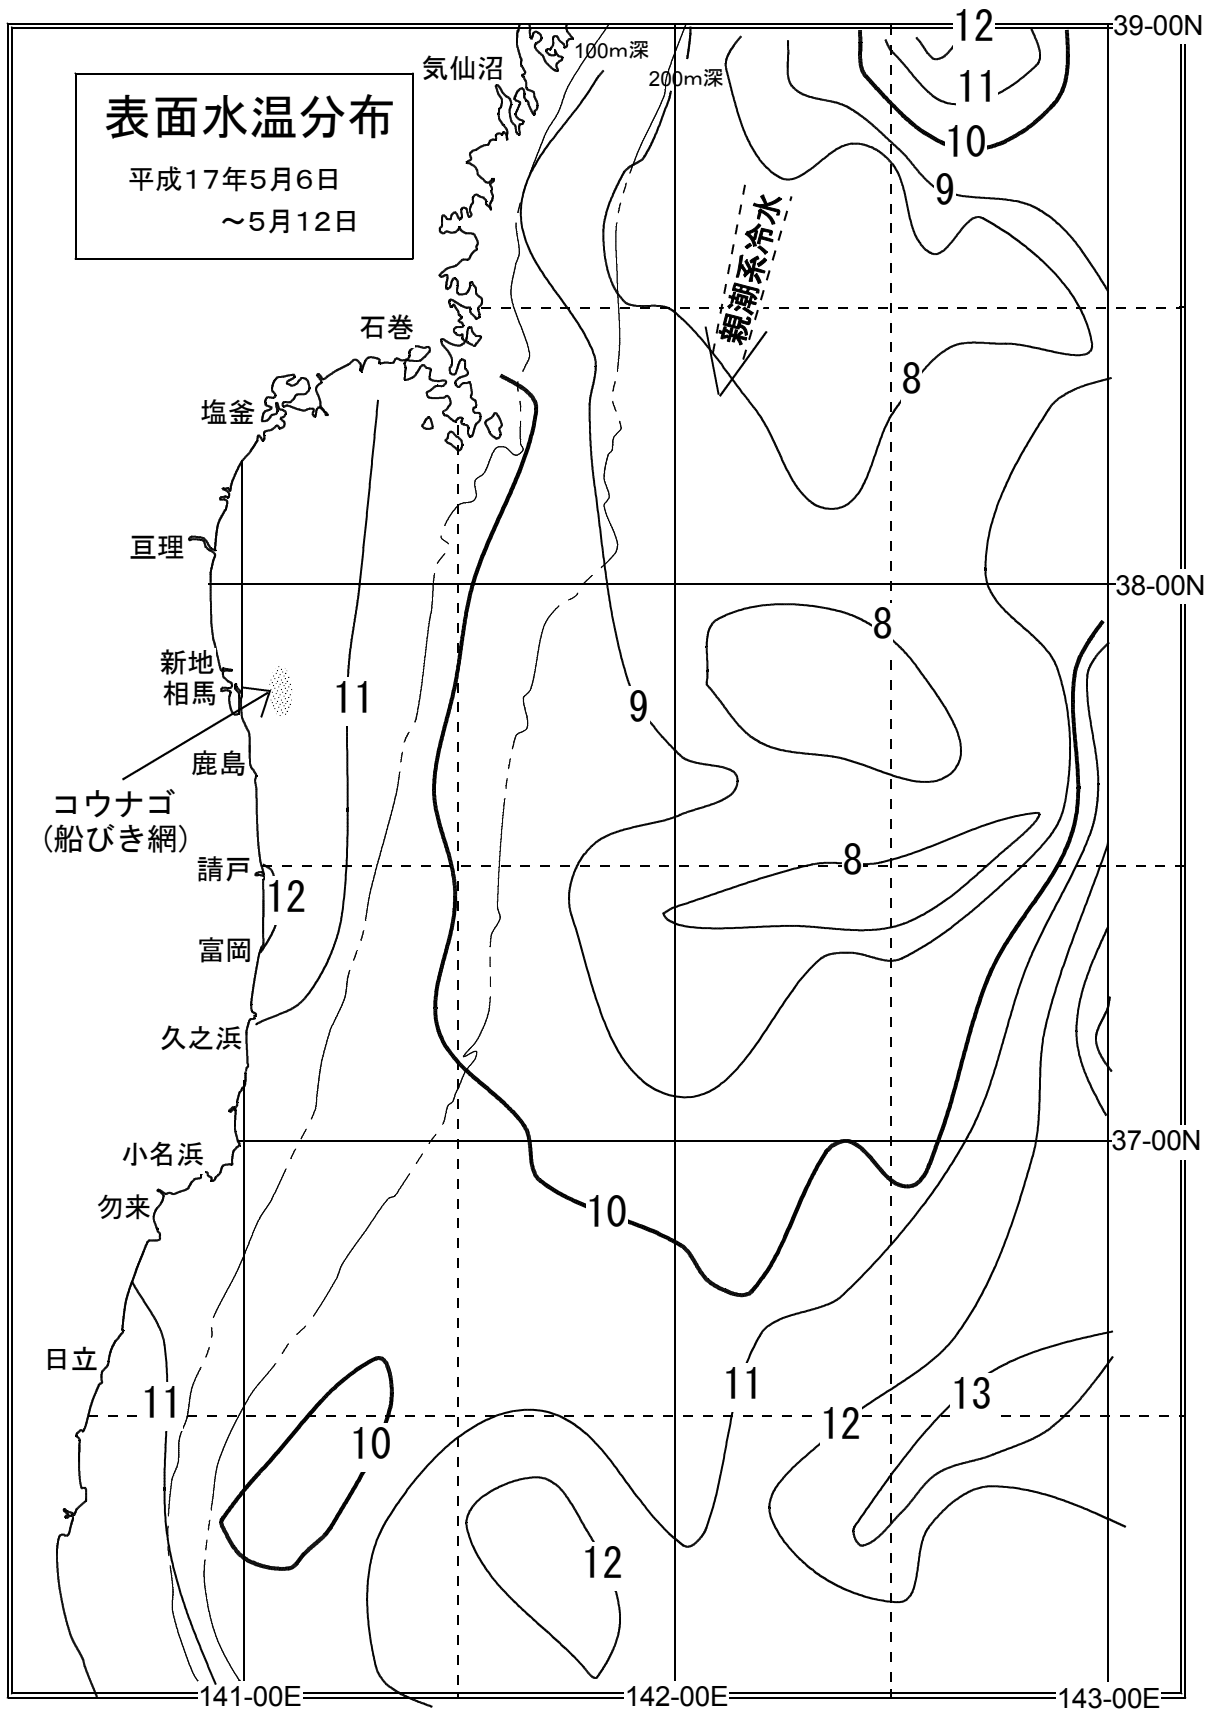 12
39-00N
100m深
気仙沼
200m深
11
表面水温分布
10
平成17年5月6日
~5月12日
9
親潮系冷水
石巻
8
塩釜
亘理
38-00N
8
新地
相馬
11
9
鹿島
コウナゴ
(船びき網)
8
請戸
12
富岡
久之浜
37-00N
小名浜
勿来
10
日立
11
13
11
12
10
12
141-00E
142-00E
143-00E